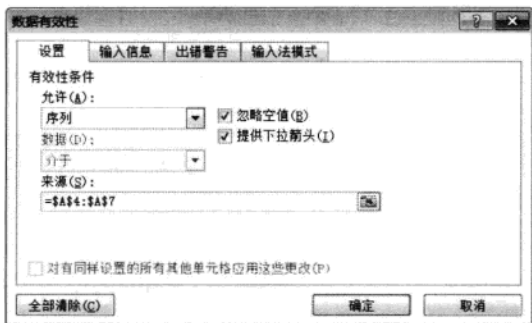 数据有效性
设置 输入信息 出错警告 输入法模式
有效性条件
允许(A):
序列 忽略空值(B)
数据(D): 提供下拉箭头(I)
介于
来源(S):
=$A$4:$A$7
对有同样设置的所有其他单元格应用这些更改(P)
全部清除(C) 确定 取消